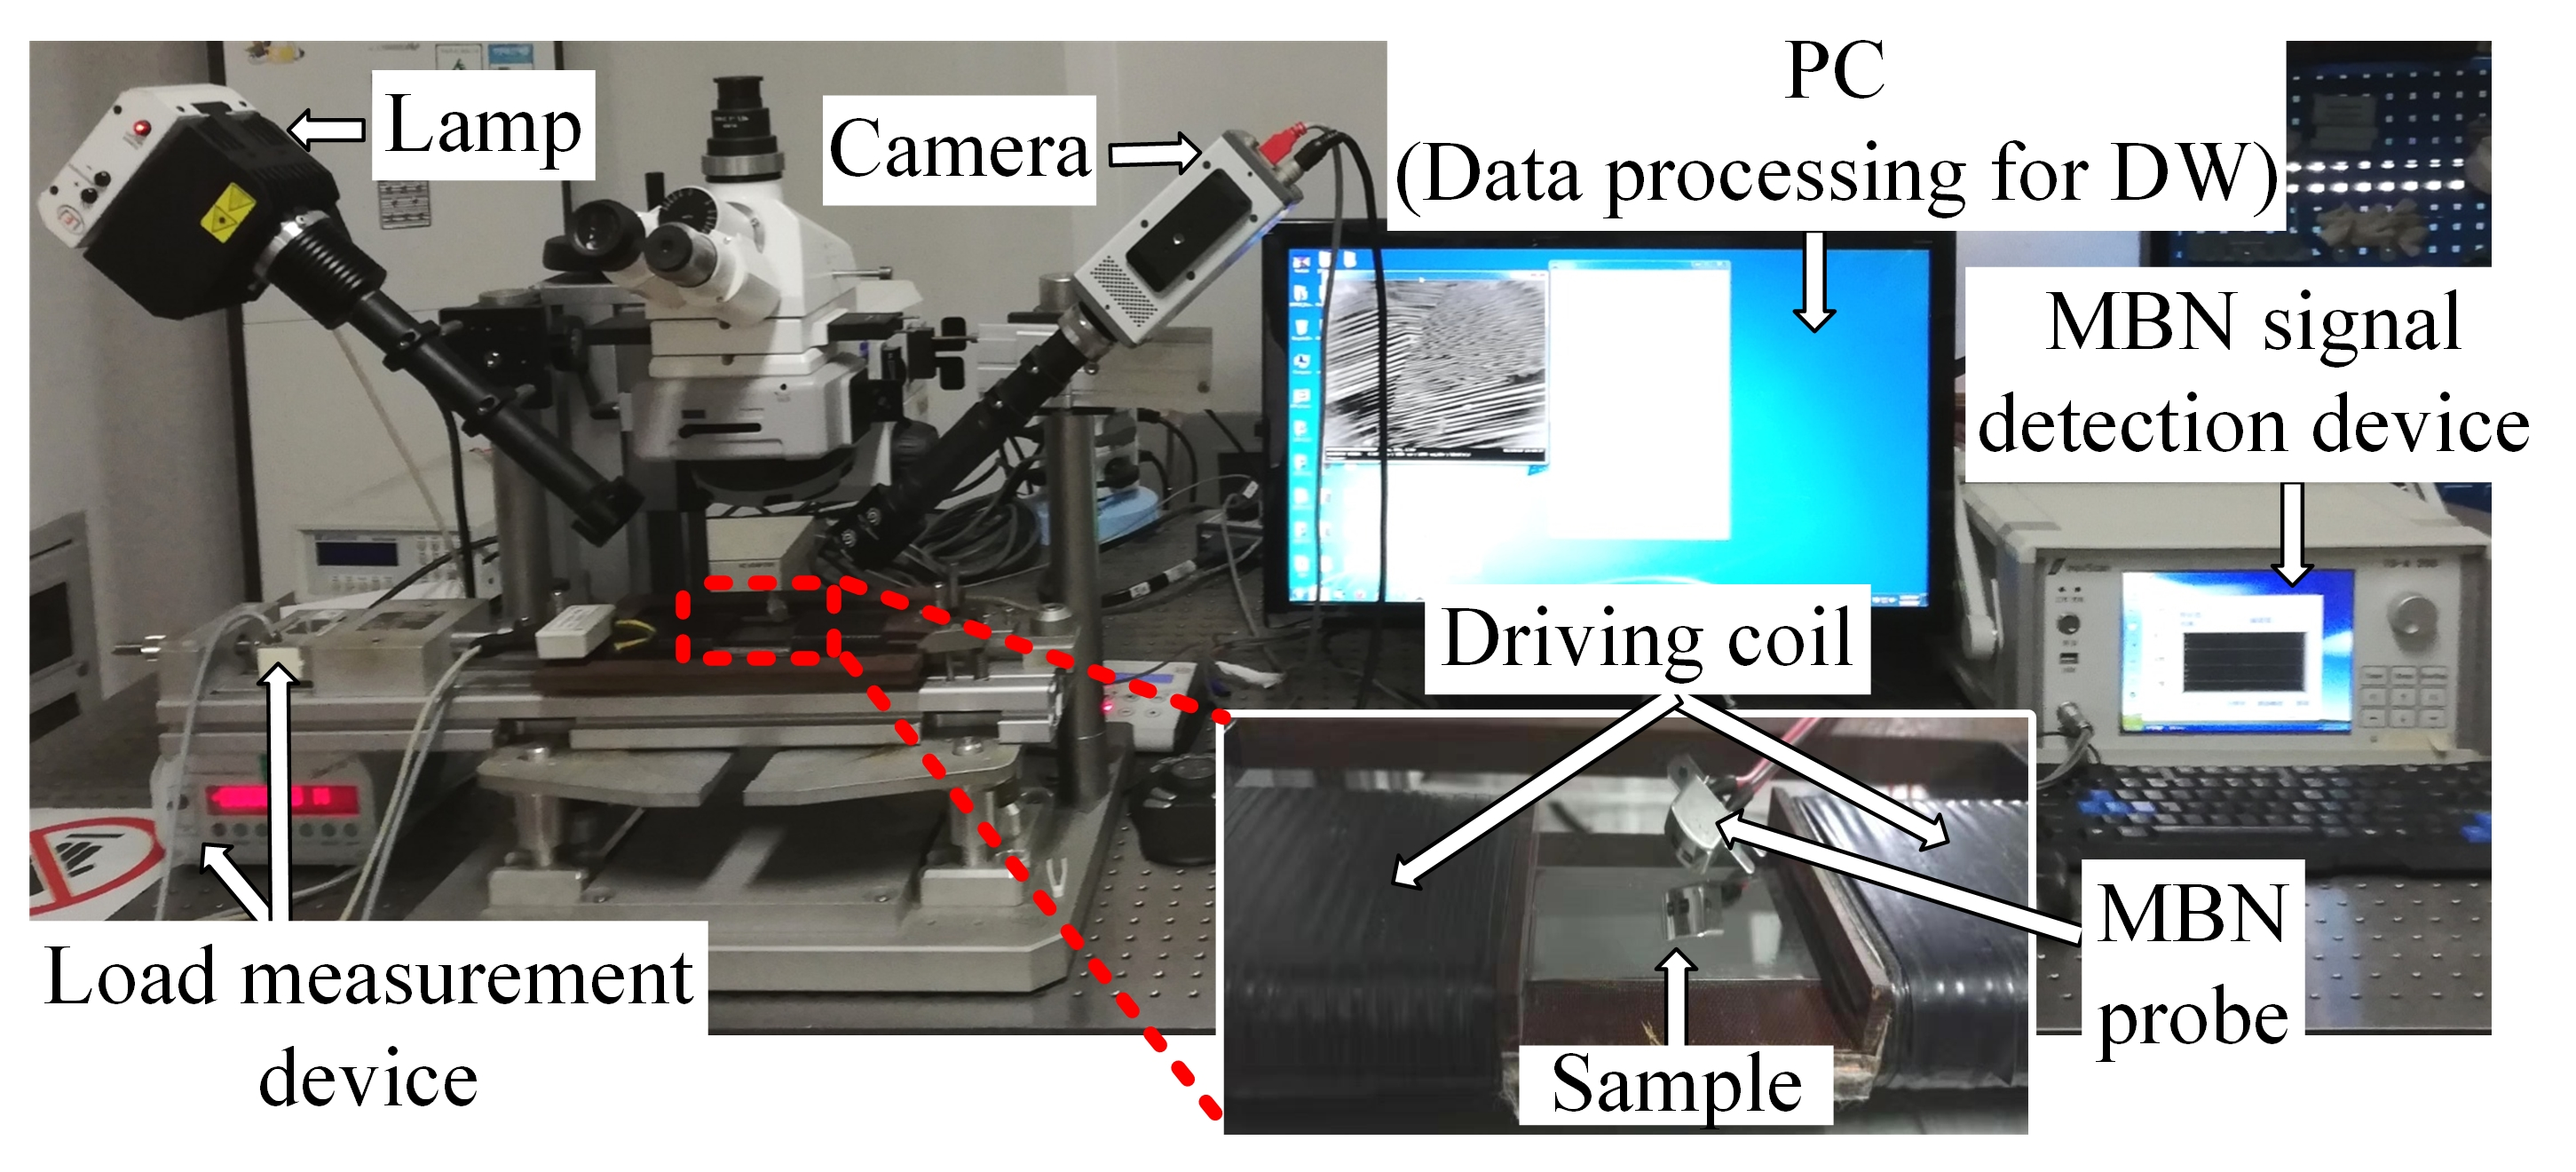 PC
Lamp
Camera
(Data processing for DW)
MBN signal
detection device
Driving coil
MBN
probe
Load measurement
device
Sample